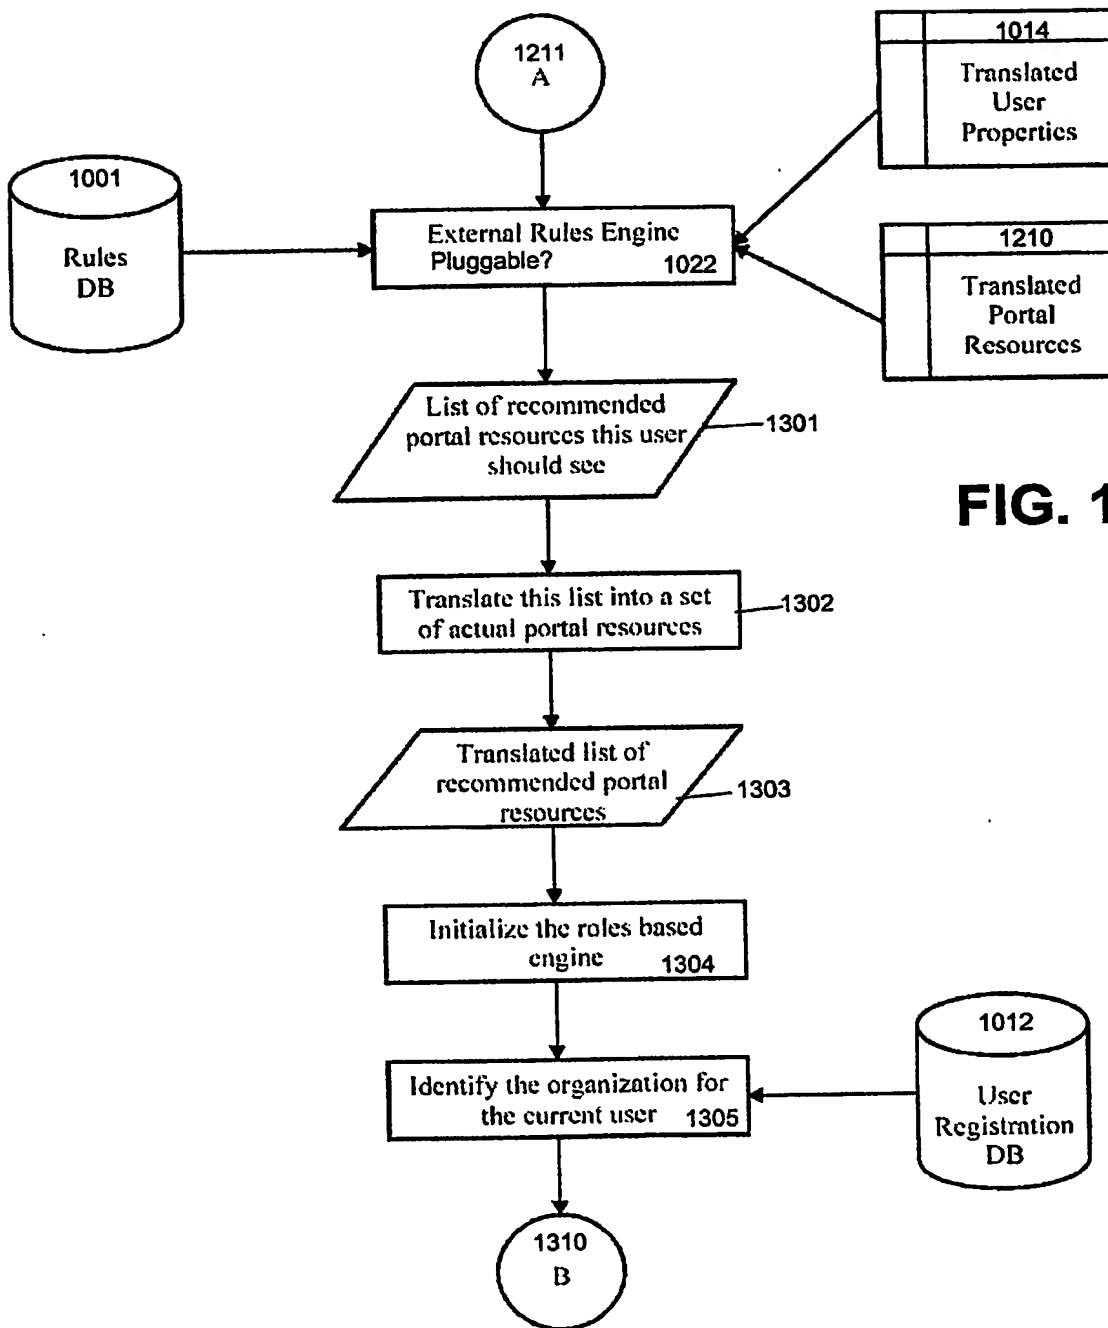 1211
A
1014
Translated
User
Properties
1001
Rules
DB
External Rules Engine
Pluggable?
1022
1210
Translated
Portal
Resources
List of recommended
portal resources this user
should see
1301
FIG. 1
Translate this list into a set
of actual portal resources
1302
Translated list of
recommended portal
resources
1303
Initialize the roles based
engine
1304
1012
User
Registration
DB
Identify the organization for
the current user
1305
1310
B